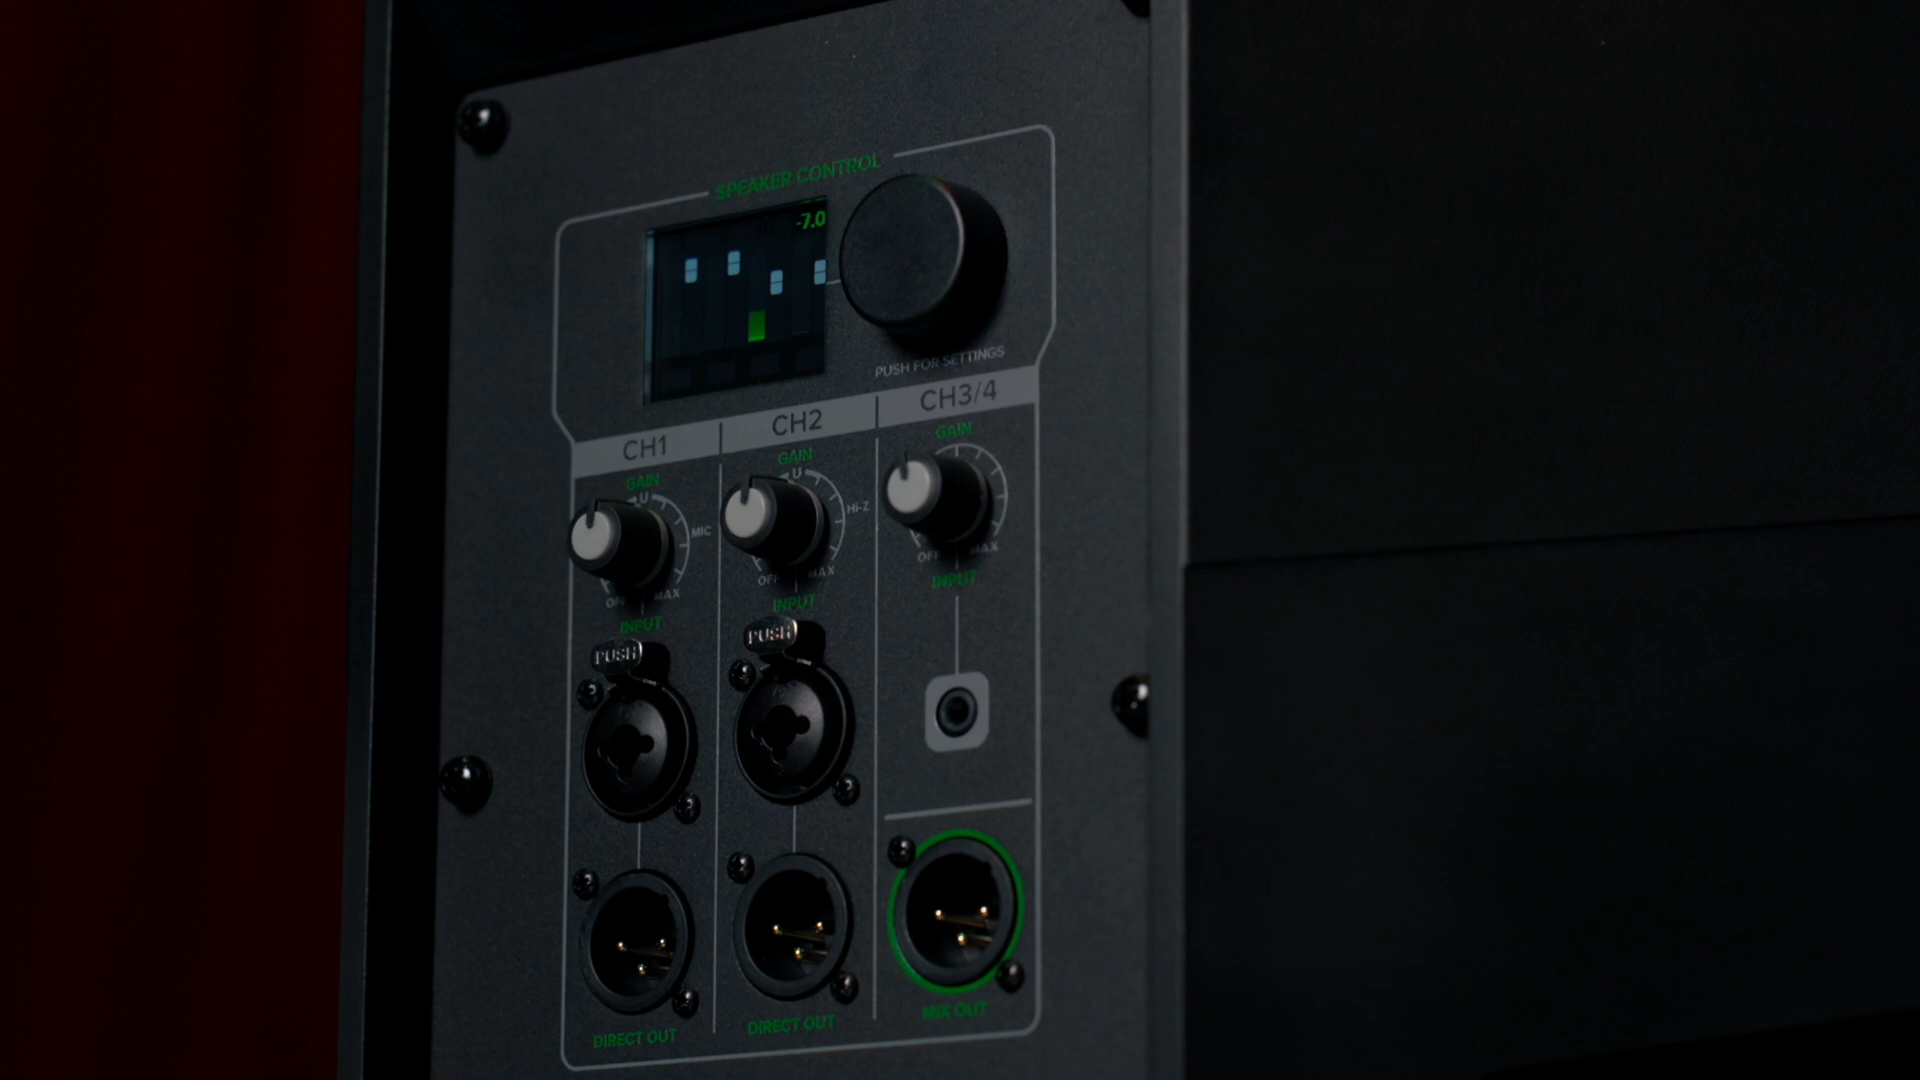 SPEAKER CONTROL
-7.0
PUSH FOR SETTINGS
CH1
CH2
CH3/4
GAIN
GAIN
GAIN
U
U
MIC
Hi-Z
OFF
MAX
OFF
MAX
OFF
MAX
INPUT
INPUT
INPUT
PUSH
PUSH
DIRECT OUT
DIRECT OUT
MIX OUT